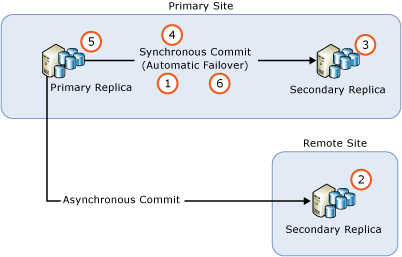 Primary Site
5
4
3
Synchronous Commit
(Automatic Failover)
Primary Replica
1
6
Secondary Replica
Remote Site
2
Asynchronous Commit
Secondary Replica